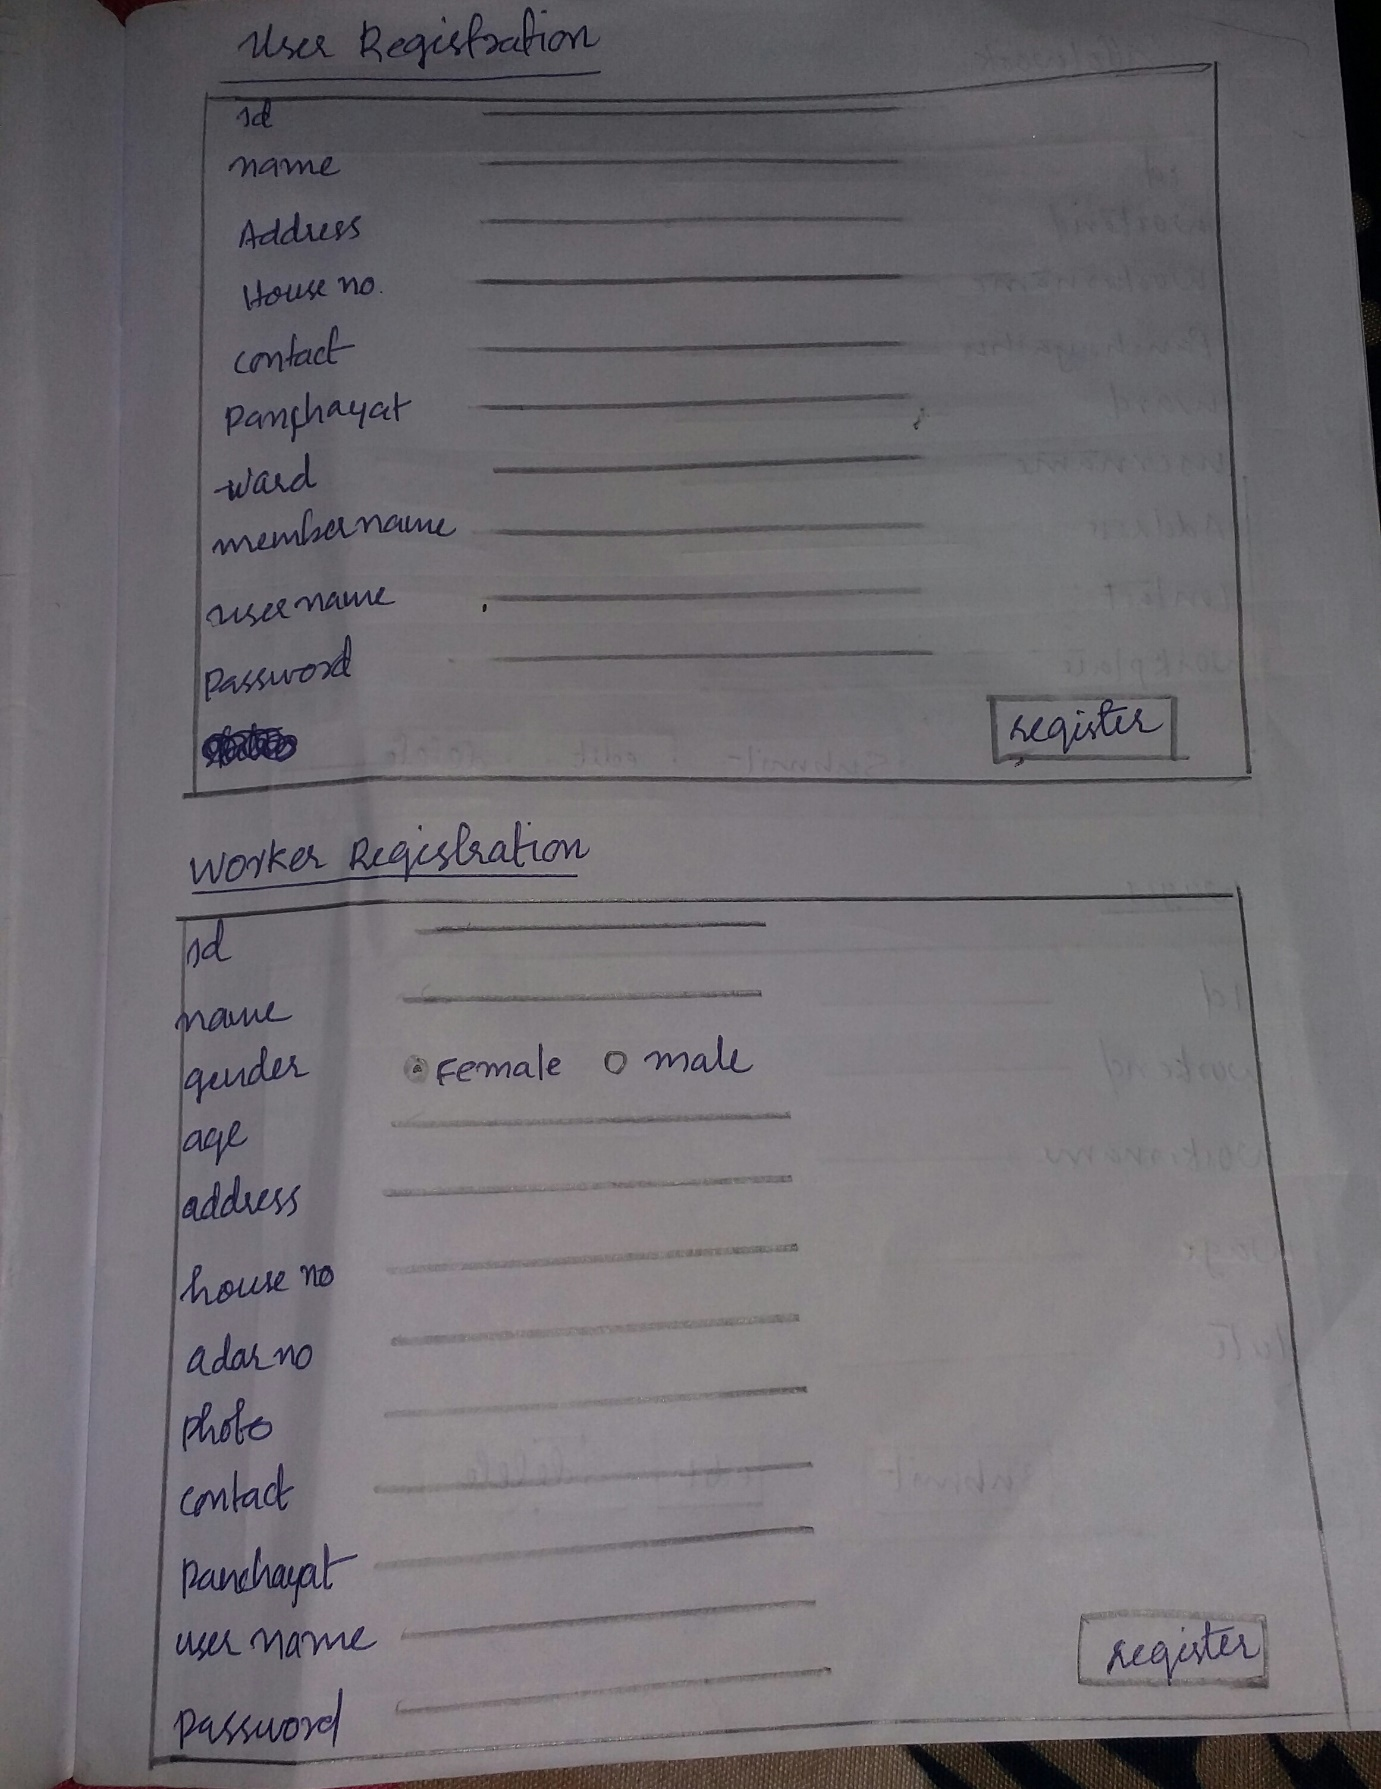 User Registration
Id
name
Address
House no.
contact
Panchayat
ward
membername
username
Password
register
Worker Registration
Id
name
gender Female male
age
address
house no
adar no
photo
contact
Panchayat
user name
register
Password